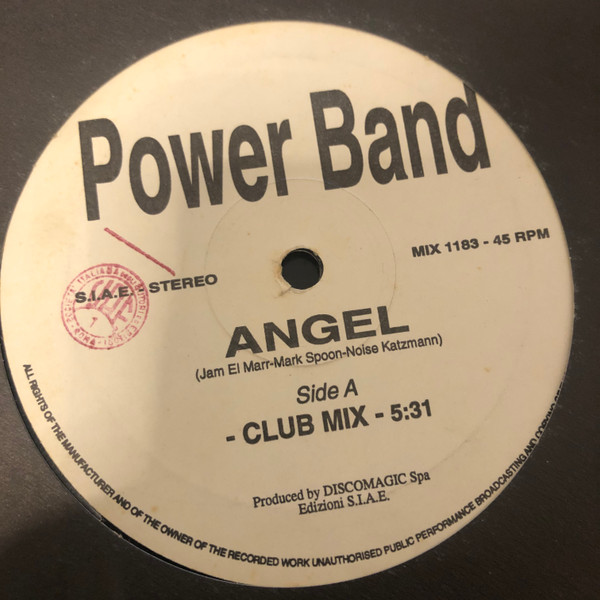 Power Band
MIX 1183 - 45 RPM
S.I.A.E. - STEREO
ANGEL
(Jam El Marr-Mark Spoon-Noise Katzmann)
Side A
- CLUB MIX - 5:31
Produced by DISCOMAGIC Spa
Edizioni S.I.A.E.
ALL RIGHTS OF THE MANUFACTURER AND OF THE OWNER OF THE RECORDED WORK UNAUTHORISED PUBLIC PERFORMANCE BROADCASTING AND